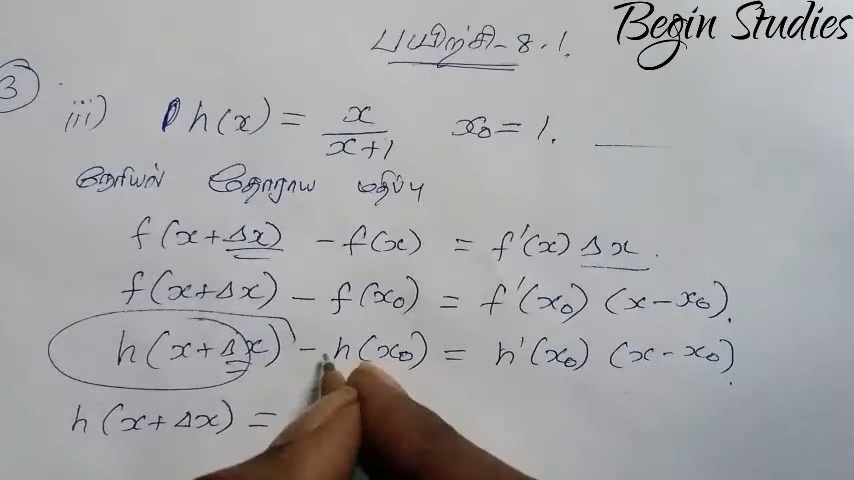 Begin Studies
பயிற்சி - 8.1.
3
iii) h(x) = x/(x+1) x₀ = 1.
நேரியல் தோராய மதிப்பு
f(x+Δx) - f(x) = f'(x) Δx.
f(x+Δx) - f(x₀) = f'(x₀) (x-x₀).
h(x+Δx) - h(x₀) = h'(x₀) (x-x₀).
h(x+Δx) =